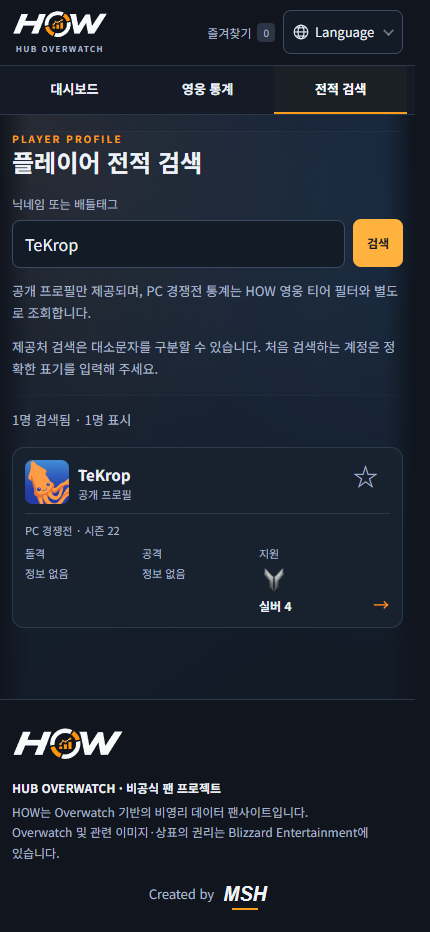 HOW
HUB OVERWATCH
즐겨찾기 0
Language
대시보드
영웅 통계
전적 검색
PLAYER PROFILE
플레이어 전적 검색
닉네임 또는 배틀태그
TeKrop
검색
공개 프로필만 제공되며, PC 경쟁전 통계는 HOW 영웅 티어 필터와 별도
로 조회합니다.
제공처 검색은 대소문자를 구분할 수 있습니다. 처음 검색하는 계정은 정
확한 표기를 입력해 주세요.
1명 검색됨 · 1명 표시
TeKrop
공개 프로필
PC 경쟁전 · 시즌 22
돌격
정보 없음
공격
정보 없음
지원
실버 4
→
HOW
HUB OVERWATCH · 비공식 팬 프로젝트
HOW는 Overwatch 기반의 비영리 데이터 팬사이트입니다.
Overwatch 및 관련 이미지·상표의 권리는 Blizzard Entertainment에
있습니다.
Created by MSH